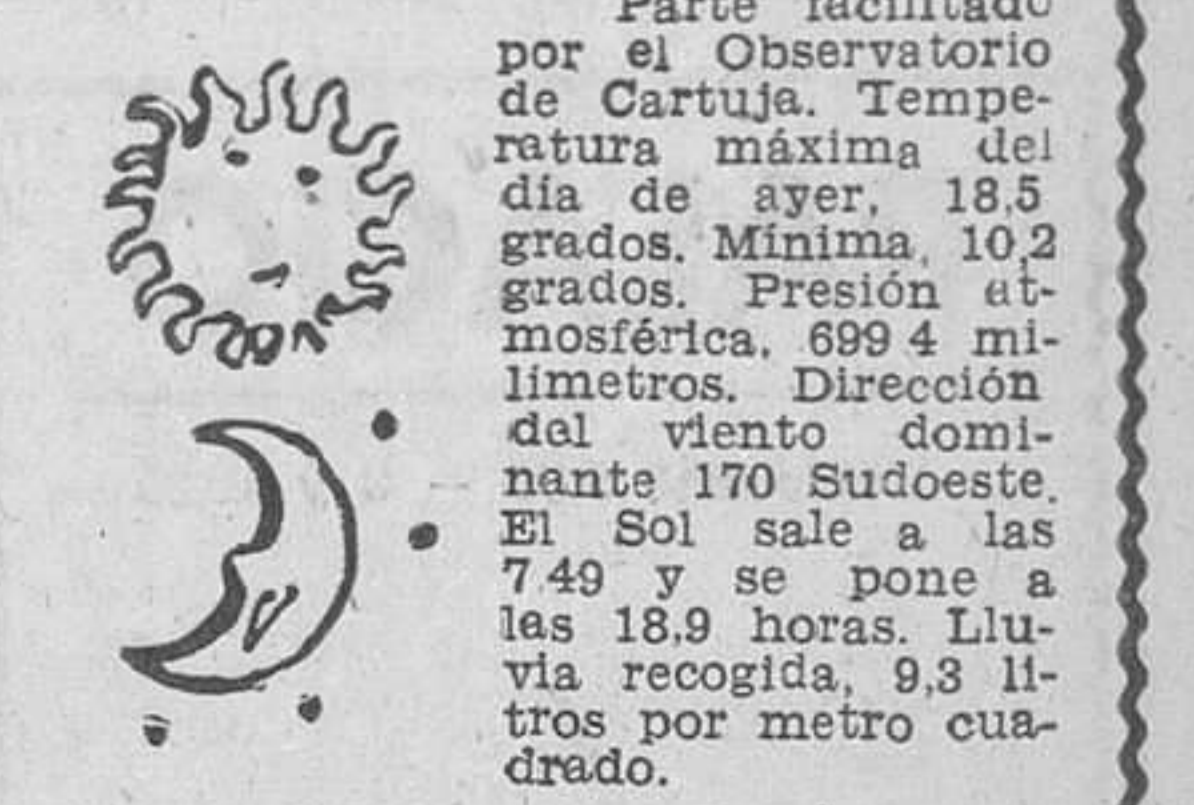 Parte facilitado
por el Observatorio
de Cartuja. Tempe-
ratura máxima del
día de ayer, 18,5
grados. Mínima, 10,2
grados. Presión at-
mosférica, 699 4 mi-
límetros. Dirección
del viento domi-
nante 170 Sudoeste.
El Sol sale a las
7 49 y se pone a
las 18,9 horas. Llu-
via recogida, 9,3 li-
tros por metro cua-
drado.